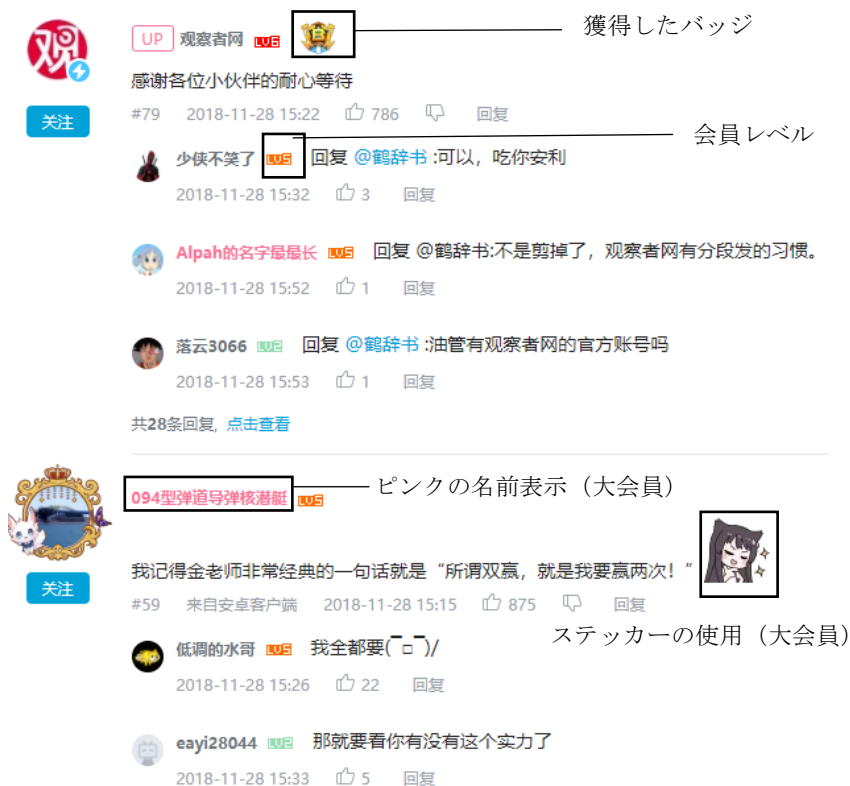 观
UP 观察者网 LV6
獲得したバッジ
感谢各位小伙伴的耐心等待
关注
#79 2018-11-28 15:22 786 回复
会員レベル
少侠不笑了 LV5 回复 @鹤辞书 :可以，吃你安利
2018-11-28 15:32 3 回复
Alpah的名字最最长 LV5 回复 @鹤辞书:不是剪掉了，观察者网有分段发的习惯。
2018-11-28 15:52 1 回复
落云3066 LV2 回复 @鹤辞书 :油管有观察者网的官方账号吗
2018-11-28 15:53 1 回复
共28条回复, 点击查看
094型弹道导弹核潜艇 LV5
ピンクの名前表示（大会員）
我记得金老师非常经典的一句话就是“所谓双赢，就是我要赢两次！”
关注
#59 来自安卓客户端 2018-11-28 15:15 875 回复
ステッカーの使用（大会員）
低调的水哥 LV5 我全都要(¯□¯)/
2018-11-28 15:26 22 回复
eayi28044 LV2 那就要看你有没有这个实力了
2018-11-28 15:33 5 回复